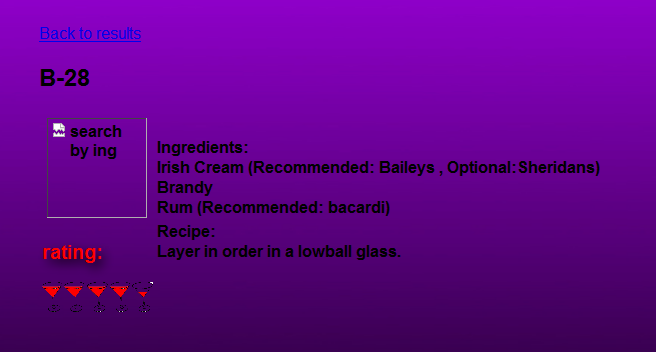 Back to results
B-28
search
by ing
Ingredients:
Irish Cream (Recommended: Baileys , Optional:Sheridans)
Brandy
Rum (Recommended: bacardi)
Recipe:
Layer in order in a lowball glass.
rating: